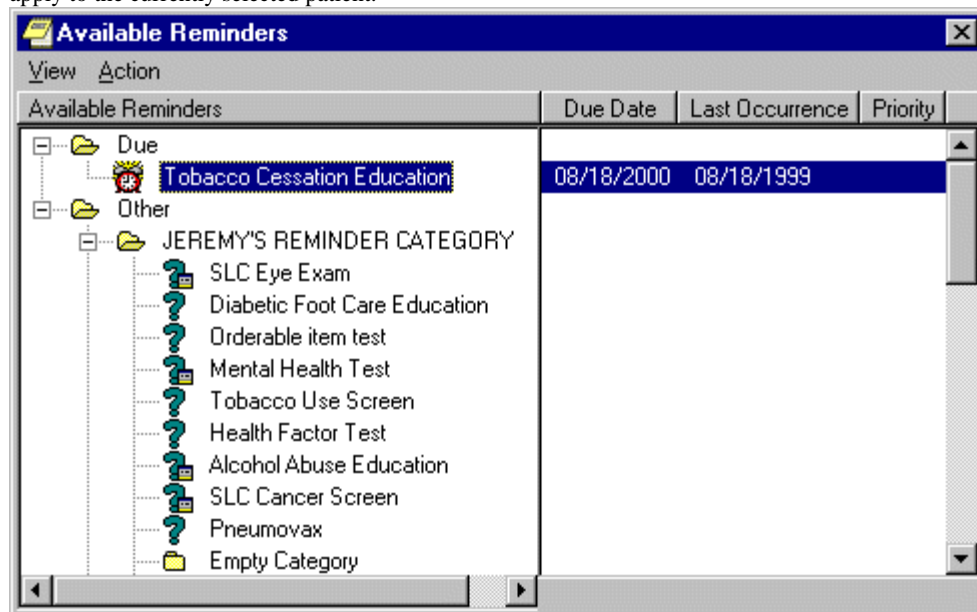 apply to the currently selected patient.
Available Reminders
View Action
Available Reminders Due Date Last Occurrence Priority
Due
Tobacco Cessation Education 08/18/2000 08/18/1999
Other
JEREMY'S REMINDER CATEGORY
SLC Eye Exam
Diabetic Foot Care Education
Orderable item test
Mental Health Test
Tobacco Use Screen
Health Factor Test
Alcohol Abuse Education
SLC Cancer Screen
Pneumovax
Empty Category